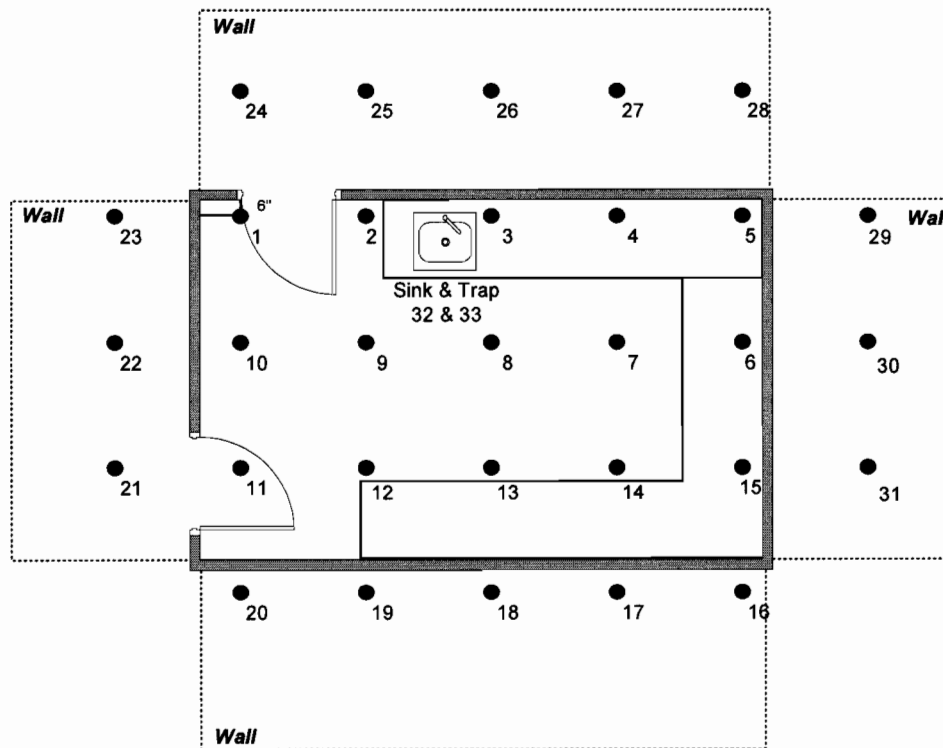 Wall
24 25 26 27 28
Wall
Wall
23 6" 29
1 2 3 4 5
Sink & Trap
32 & 33
22 10 9 8 7 6 30
21 11 12 13 14 15 31
20 19 18 17 16
Wall